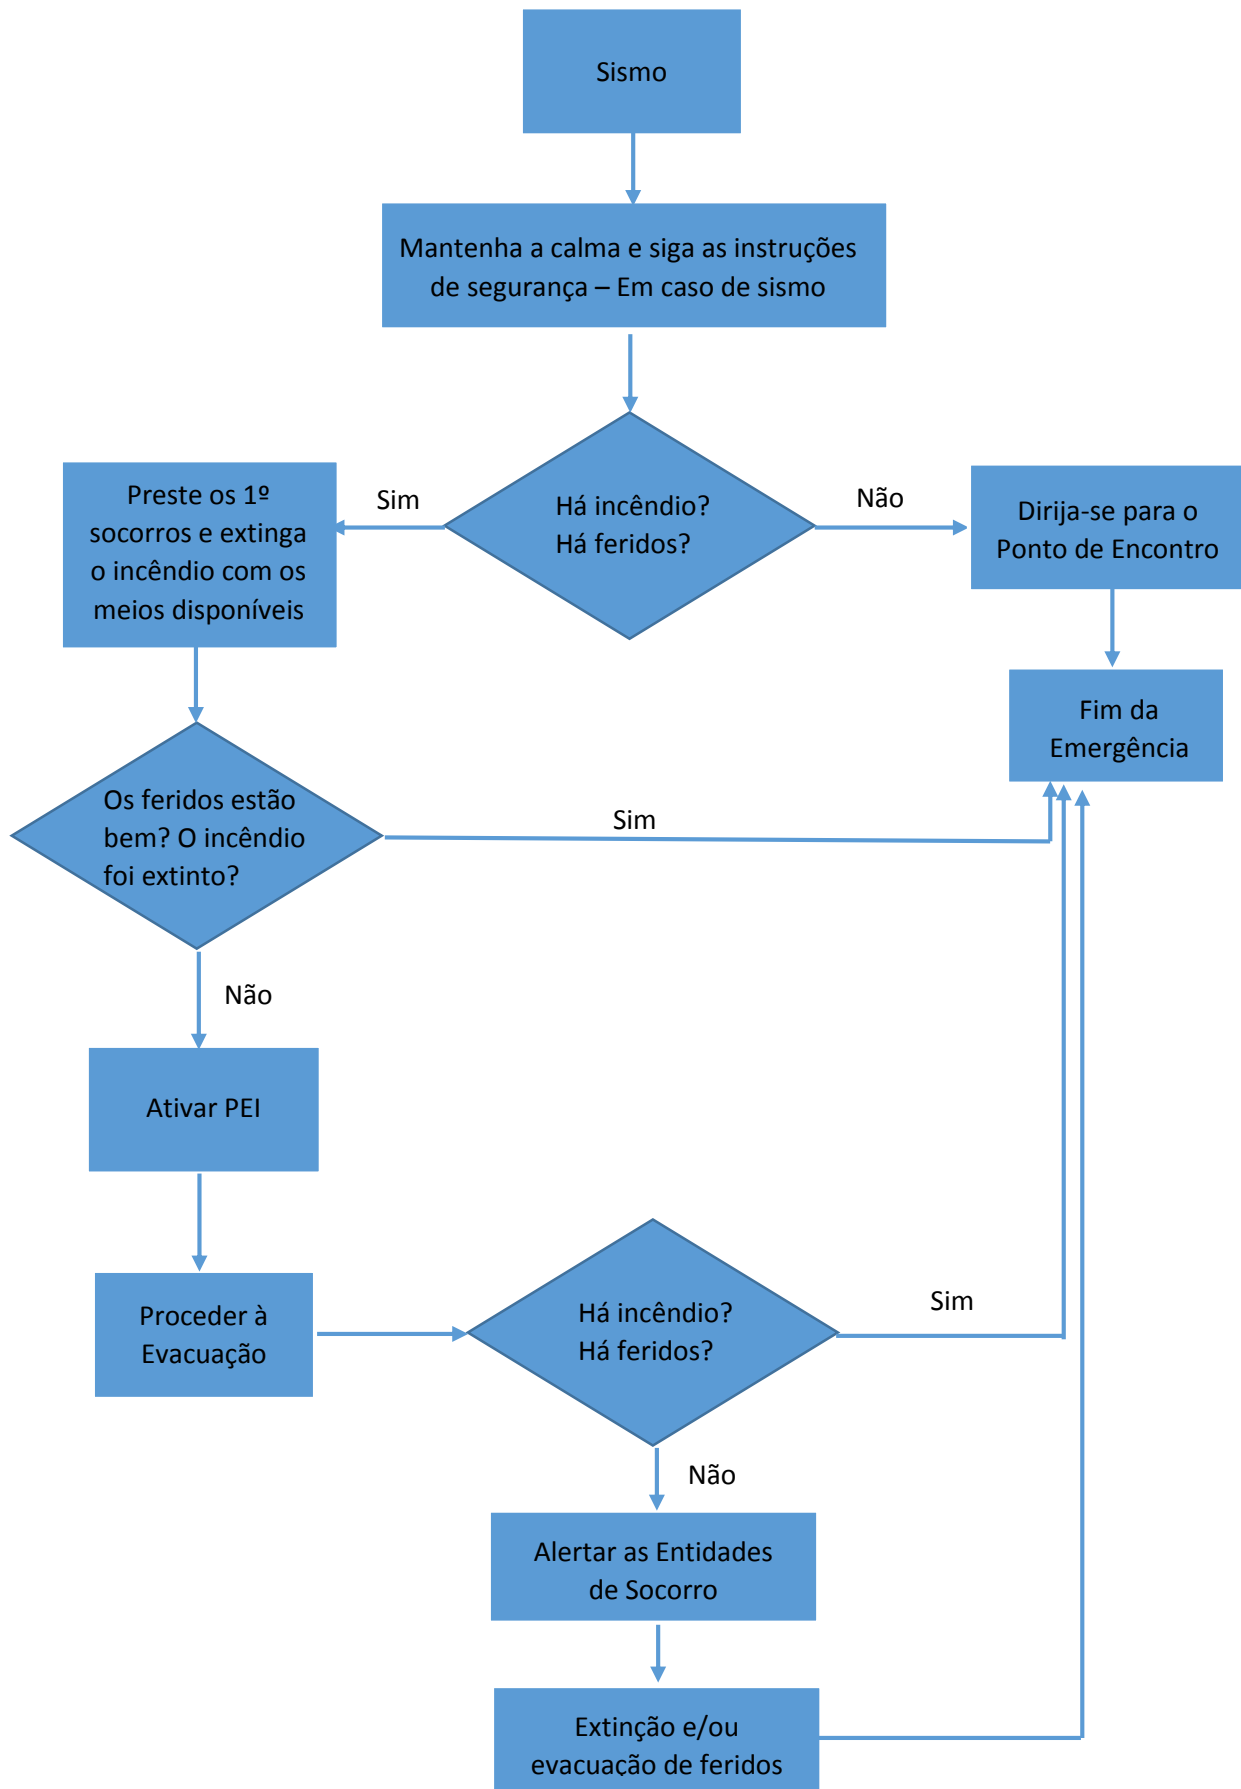 Sismo
Mantenha a calma e siga as instruções
de segurança – Em caso de sismo
Preste os 1º
socorros e extinga
o incêndio com os
meios disponíveis
Sim
Há incêndio?
Há feridos?
Não
Dirija-se para o
Ponto de Encontro
Fim da
Emergência
Os feridos estão
bem? O incêndio
foi extinto?
Sim
Não
Ativar PEI
Proceder à
Evacuação
Há incêndio?
Há feridos?
Sim
Não
Alertar as Entidades
de Socorro
Extinção e/ou
evacuação de feridos